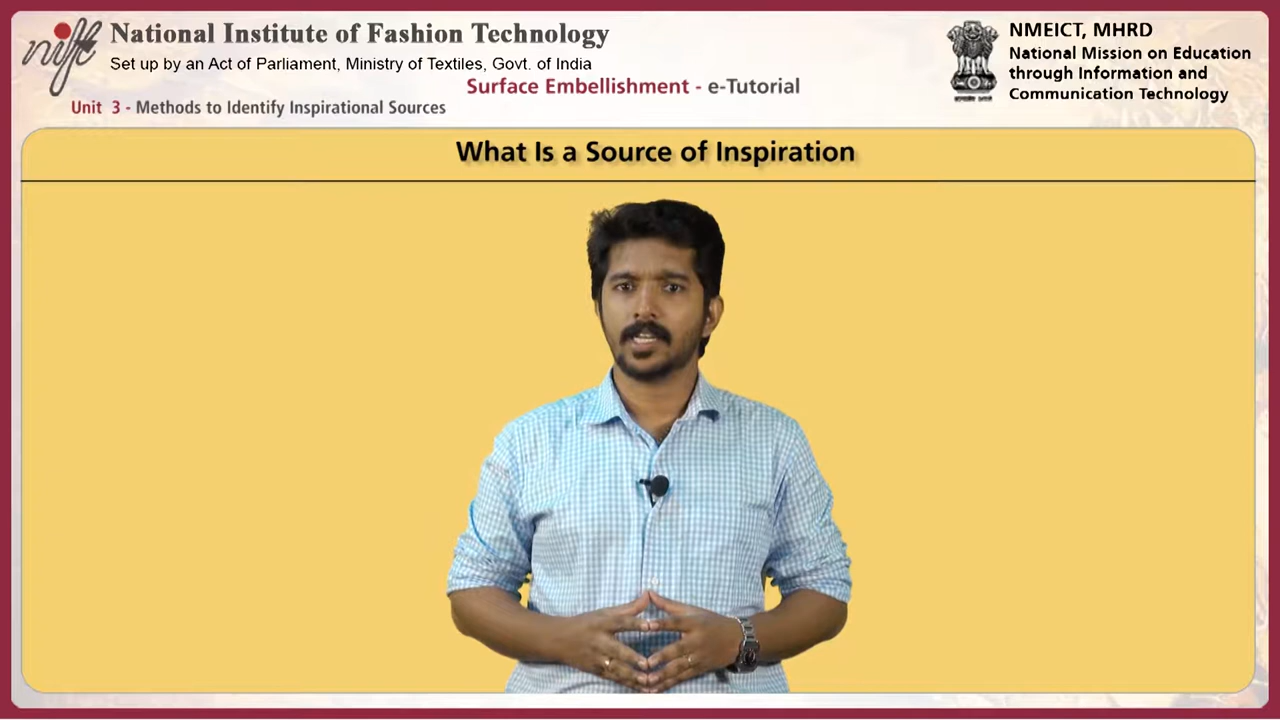 nift
National Institute of Fashion Technology
Set up by an Act of Parliament, Ministry of Textiles, Govt. of India
Surface Embellishment - e-Tutorial
Unit 3 - Methods to Identify Inspirational Sources
NMEICT, MHRD
National Mission on Education
through Information and
Communication Technology
What Is a Source of Inspiration